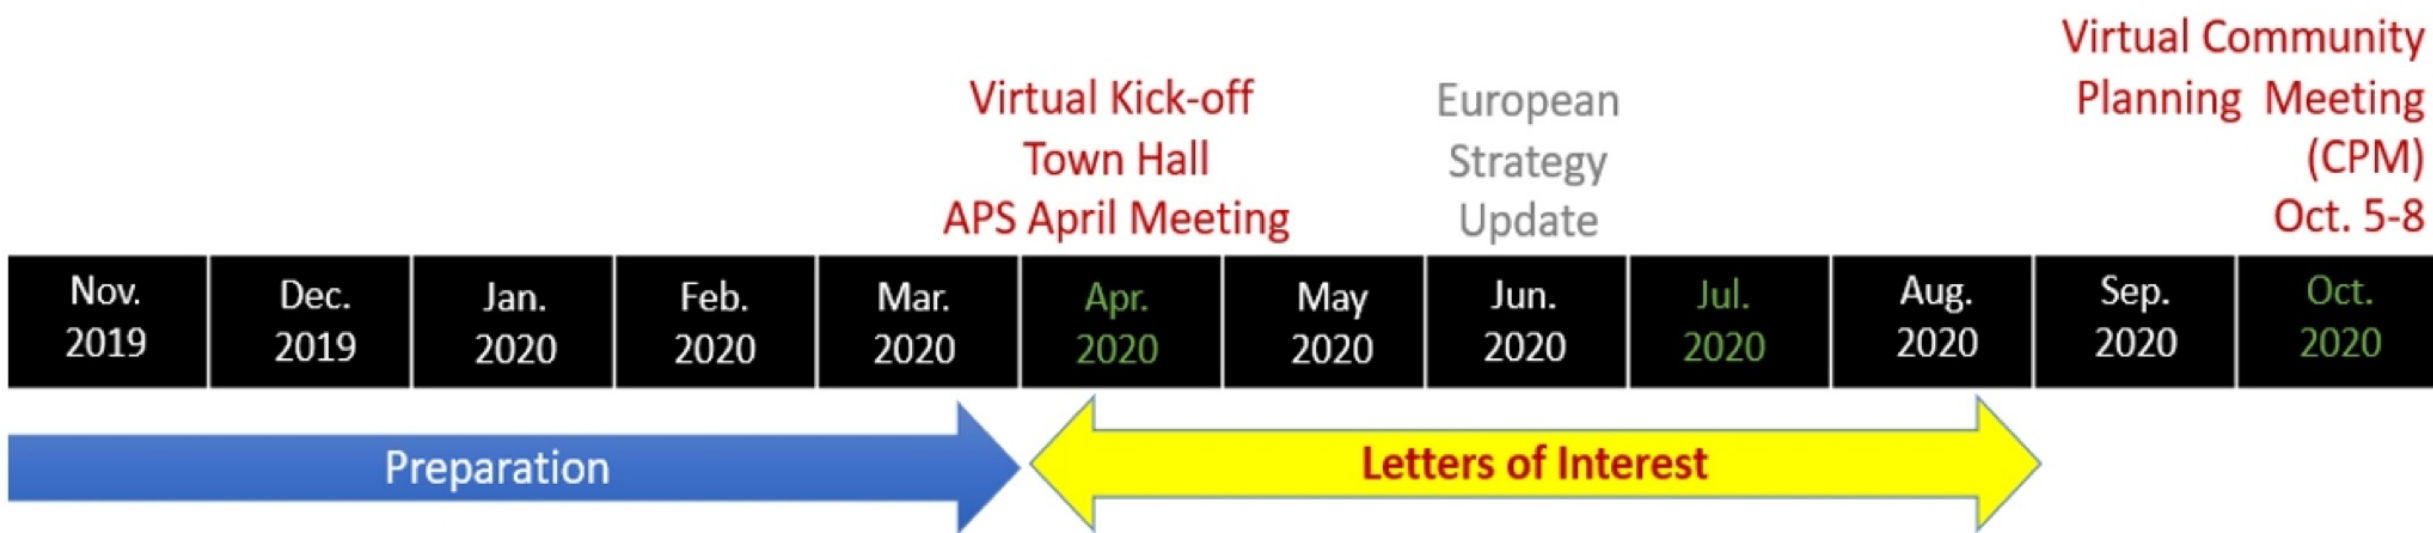 Virtual Kick-off
Town Hall
APS April Meeting
European
Strategy
Update
Virtual Community
Planning Meeting
(CPM)
Oct. 5-8
Nov.
2019
Dec.
2019
Jan.
2020
Feb.
2020
Mar.
2020
Apr.
2020
May
2020
Jun.
2020
Jul.
2020
Aug.
2020
Sep.
2020
Oct.
2020
Preparation
Letters of Interest